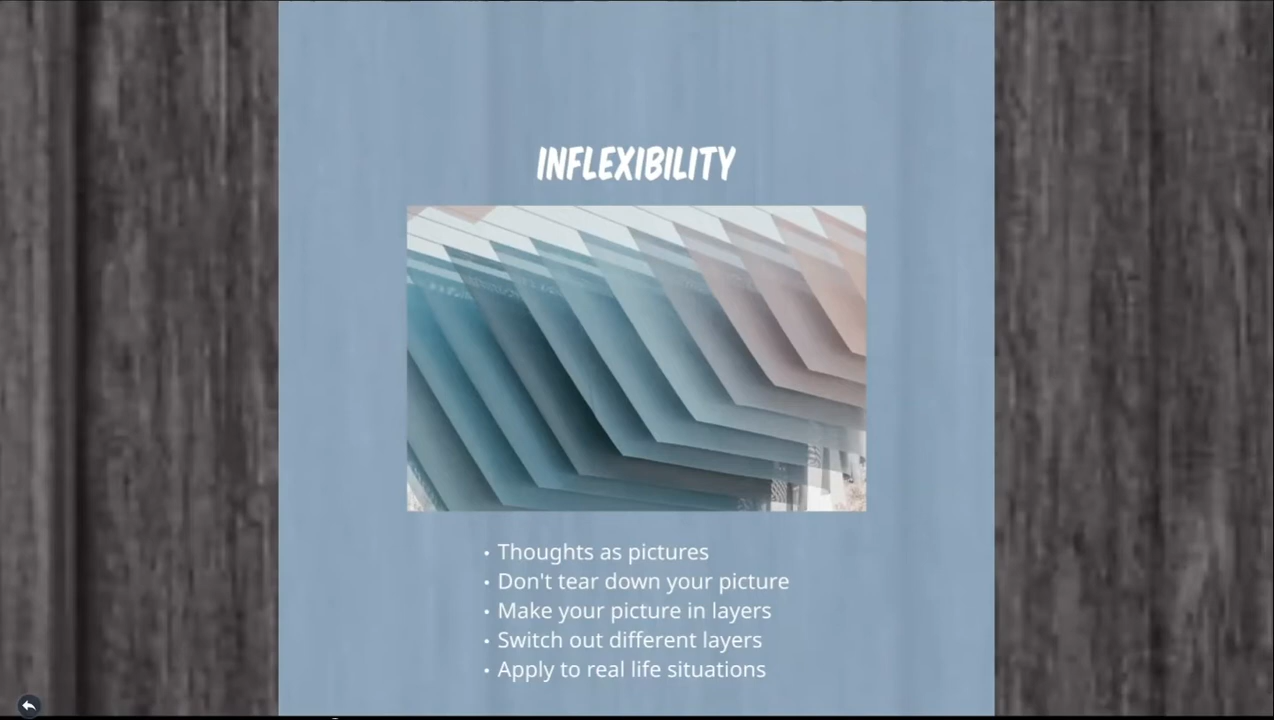 INFLEXIBILITY
• Thoughts as pictures
• Don't tear down your picture
• Make your picture in layers
• Switch out different layers
• Apply to real life situations